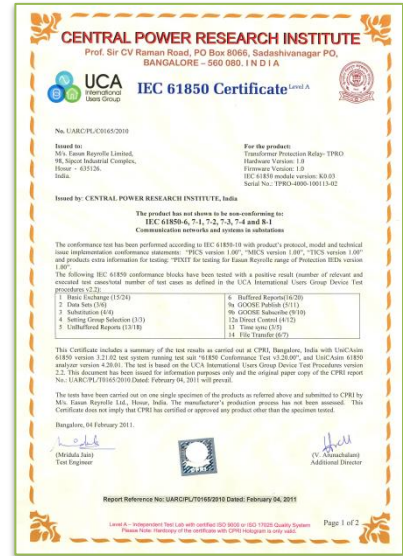 CENTRAL POWER RESEARCH INSTITUTE
Prof. Sir CV Raman Road, PO Box 8066, Sadashivanagar PO,
BANGALORE – 560 080. I N D I A
UCA
International
Users Group
IEC 61850 Certificate Level A
No. UARC/PL/C0165/2010
Issued to:
M/s. Easun Reyrolle Limited,
98, Sipcot Industrial Complex,
Hosur - 635126.
India.
For the product:
Transformer Protection Relay- TPRO
Hardware Version: 1.0
Firmware Version: 1.0
IEC 61850 module version: K0.03
Serial No.: TPRO-4000-100113-02
Issued by: CENTRAL POWER RESEARCH INSTITUTE, India
The product has not shown to be non-conforming to:
IEC 61850-6, 7-1, 7-2, 7-3, 7-4 and 8-1
Communication networks and systems in substations
The conformance test has been performed according to IEC 61850-10 with product's protocol, model and technical
issue implementation conformance statements: "PICS version 1.00", "MICS version 1.00", "TICS version 1.00"
and products extra information for testing: "PIXIT for testing for Easun Reyrolle range of Protection IEDs version
1.00".
The following IEC 61850 conformance blocks have been tested with a positive result (number of relevant and
executed test cases/total number of test cases as defined in the UCA International Users Group Device Test
procedures v2.2):
1 Basic Exchange (15/24)
2 Data Sets (3/6)
3 Substitution (4/4)
4 Setting Group Selection (3/3)
5 UnBuffered Reports (13/18)
6 Buffered Reports(16/20)
9a GOOSE Publish (5/11)
9b GOOSE Subscribe (9/10)
12a Direct Control (4/12)
13 Time sync (3/5)
14 File Transfer (6/7)
This Certificate includes a summary of the test results as carried out at CPRI, Bangalore, India with UniCAsim
61850 version 3.21.02 test system running test suit "61850 Conformance Test v3.20.00", and UniCAsim 61850
analyzer version 4.20.01. The test is based on the UCA International Users Group Device Test Procedures version
2.2. This document has been issued for information purposes only and the original paper copy of the CPRI report
No.: UARC/PL/T0165/2010 Dated: February 04, 2011 will prevail.
The tests have been carried out on one single specimen of the products as referred above and submitted to CPRI by
M/s. Easun Reyrolle Ltd., Hosur, India. The manufacturer's production process has not been assessed. This
Certificate does not imply that CPRI has certified or approved any product other than the specimen tested.
Bangalore, 04 February 2011.
(Mridula Jain)
Test Engineer
CPRI
(V. Arunachalam)
Additional Director
Report Reference No: UARC/PL/T0165/2010 Dated: February 04, 2011
Level A – Independent Test Lab with certified ISO 9000 or ISO 17025 Quality System
Please Note: Hardcopy of the certificate with CPRI Hologram is only valid.
Page 1 of 2